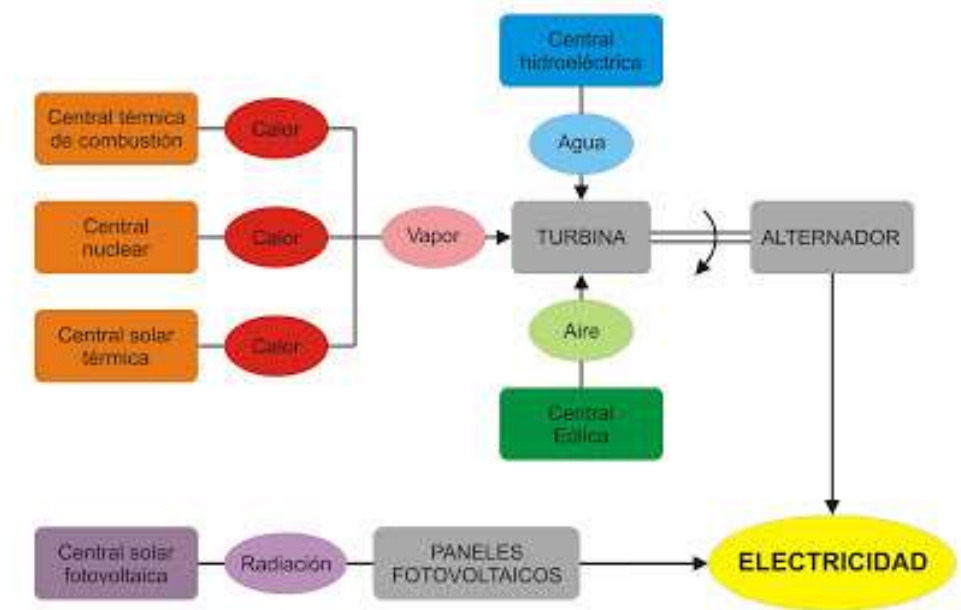 Central
hidroeléctrica
Central térmica
de combustión
Calor
Agua
Central
nuclear
Calor
Vapor
TURBINA
ALTERNADOR
Central solar
térmica
Calor
Aire
Central
Eólica
Central solar
fotovoltaica
Radiación
PANELES
FOTOVOLTAICOS
ELECTRICIDAD